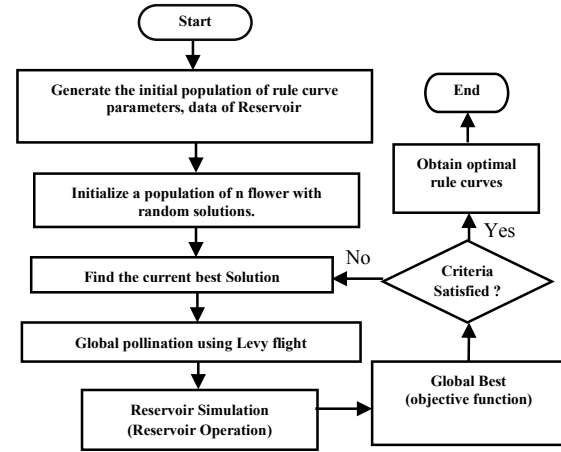 Start
Generate the initial population of rule curve
parameters, data of Reservoir
Initialize a population of n flower with
random solutions.
Find the current best Solution
Global pollination using Levy flight
Reservoir Simulation
(Reservoir Operation)
Global Best
(objective function)
Criteria
Satisfied ?
No
Yes
Obtain optimal
rule curves
End